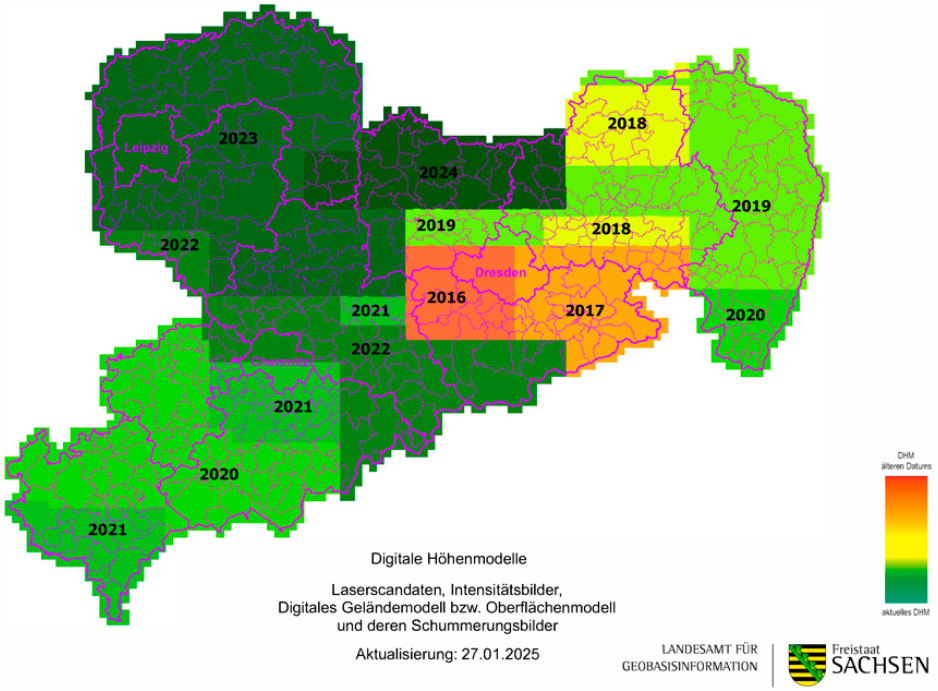 2018
2023
Leipzig
2024
2019
2019
2018
2022
Dresden
2016
2021
2017
2020
2022
Chemnitz
2021
2020
2021
DHM
älteren Datums
aktuelles DHM
Digitale Höhenmodelle
Laserscandaten, Intensitätsbilder,
Digitales Geländemodell bzw. Oberflächenmodell
und deren Schummerungsbilder
Aktualisierung: 27.01.2025
LANDESAMT FÜR
GEOBASISINFORMATION
Freistaat
SACHSEN